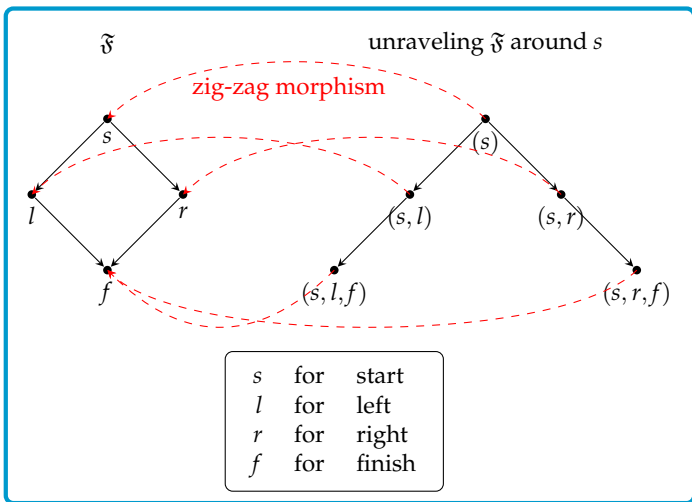 𝔉 unraveling 𝔉 around s
zig-zag morphism
s (s)
l r (s, l) (s, r)
f (s, l, f) (s, r, f)
s for start
l for left
r for right
f for finish